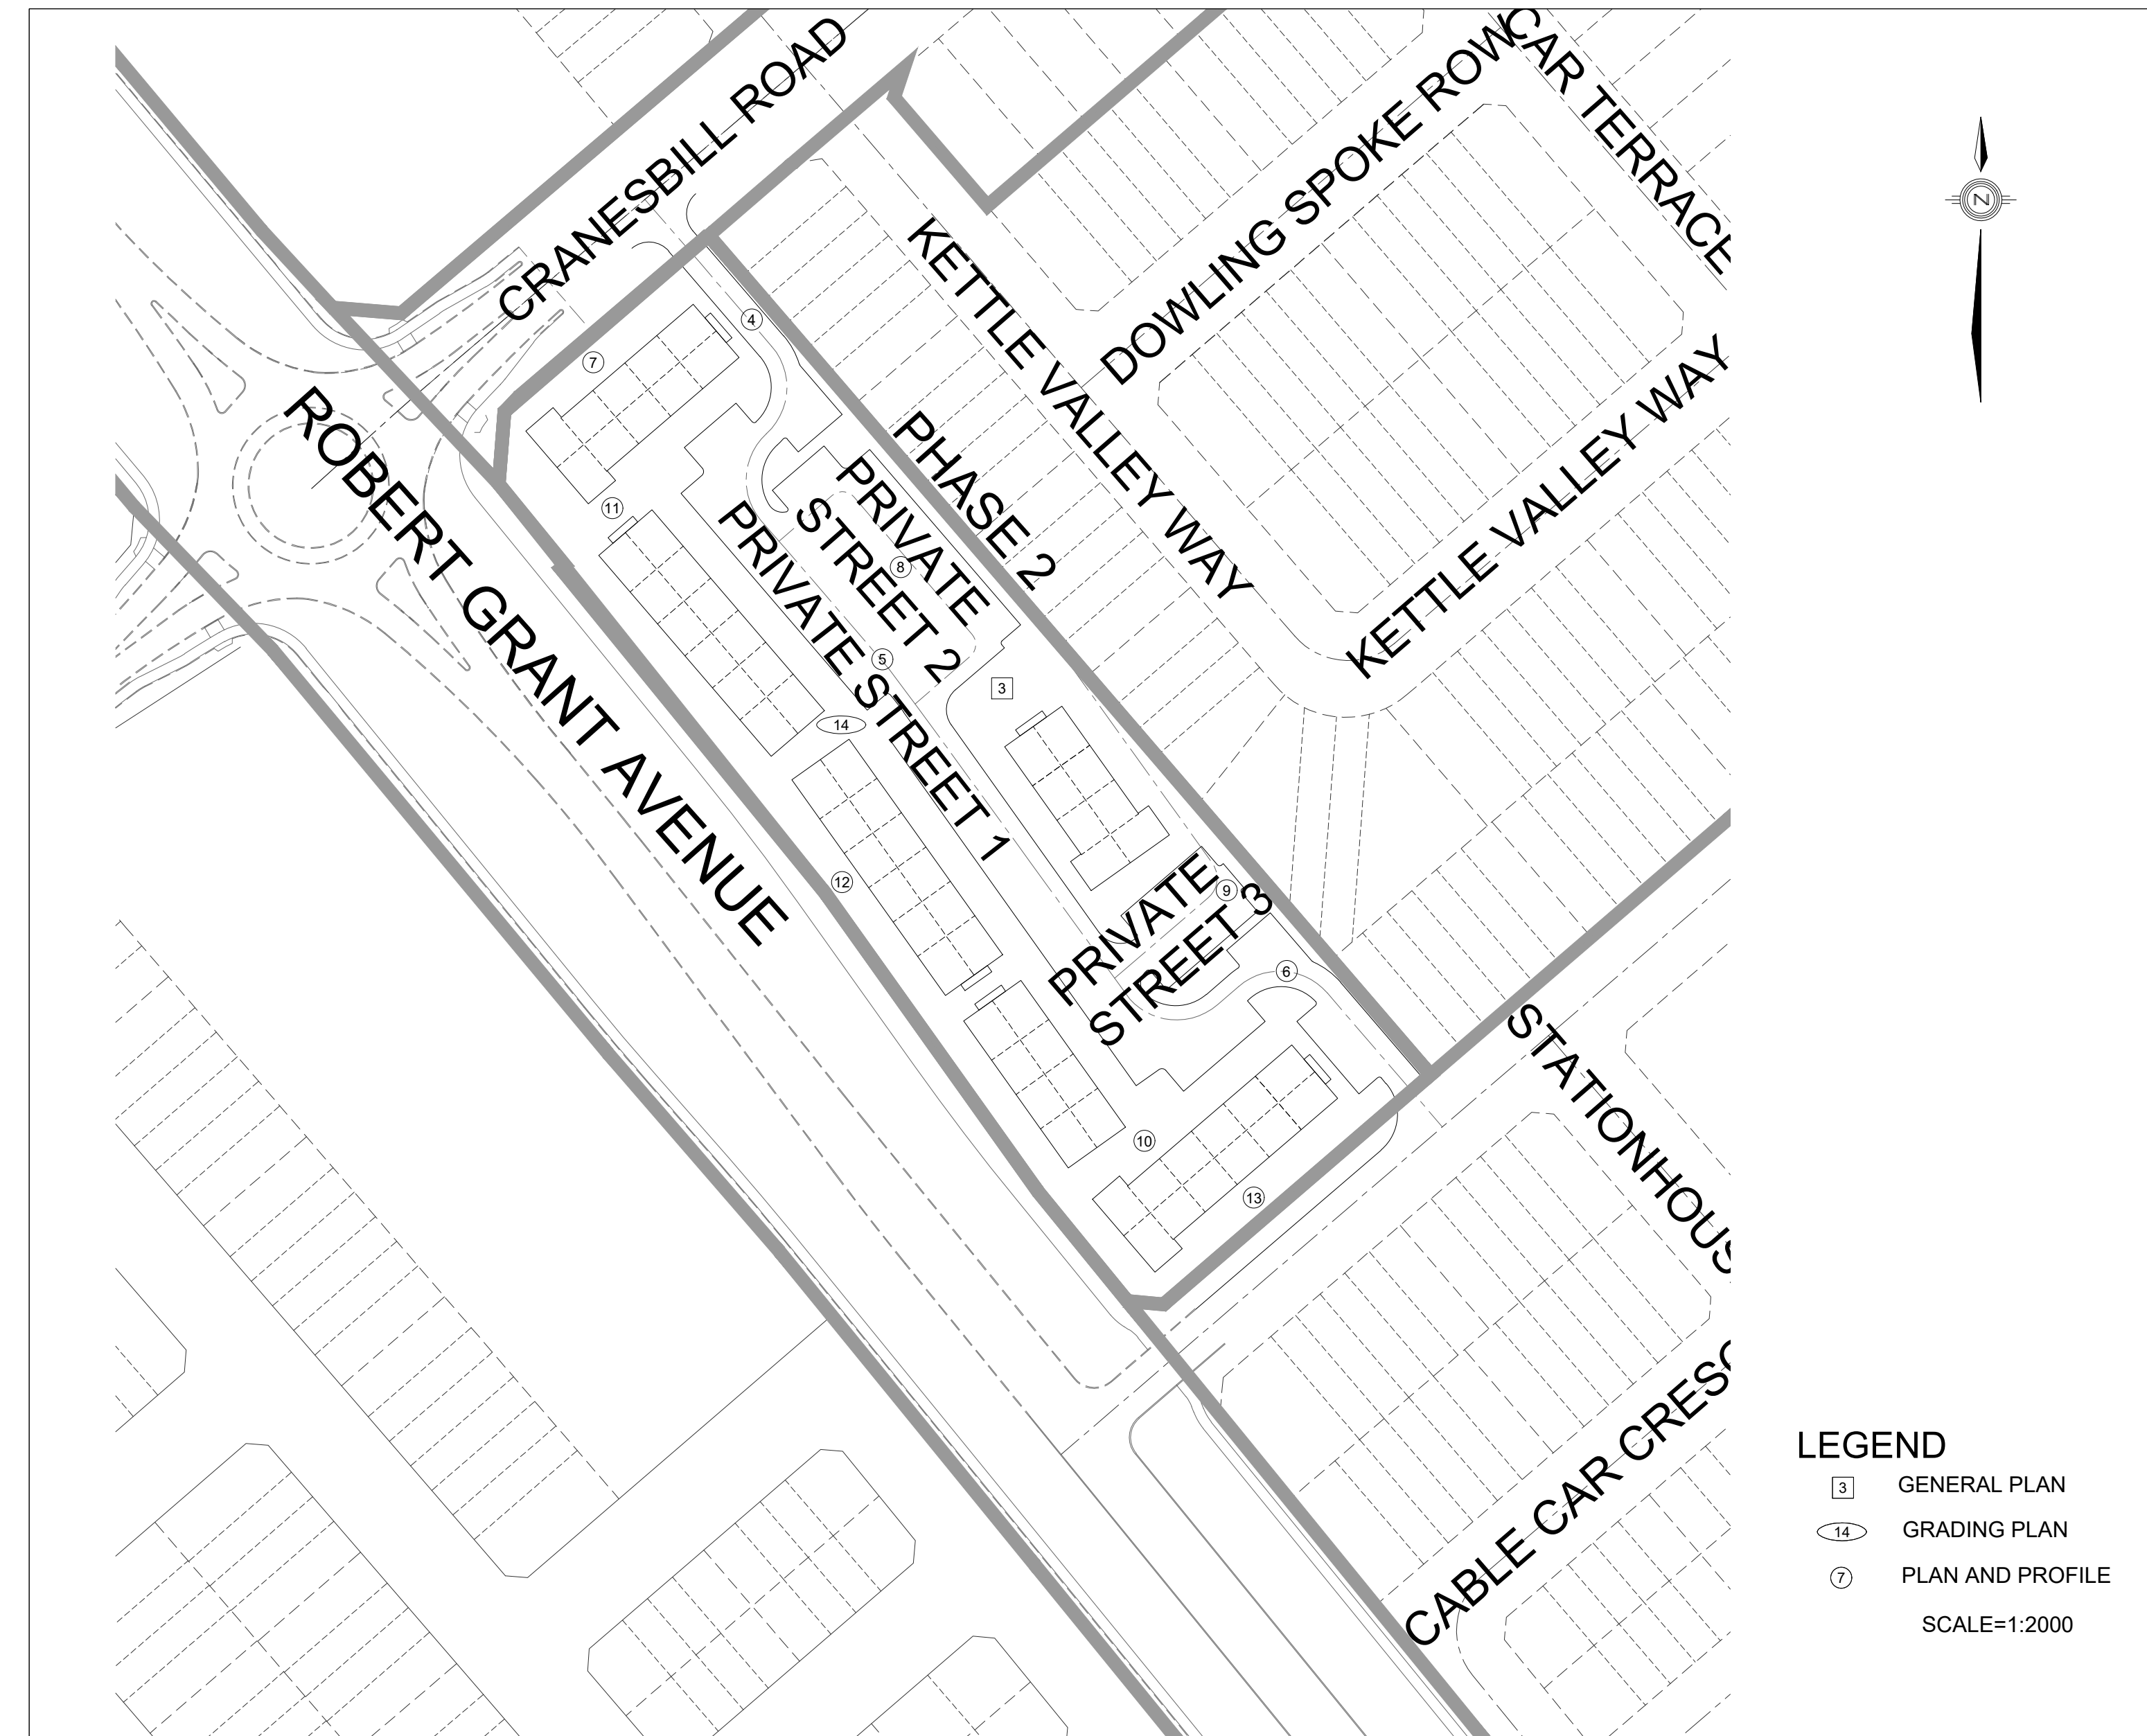 CRANESBILL ROAD
DOWLING SPOKE ROW
CAR TERRACE
N
4
7
KETTLE VALLEY WAY
KETTLE VALLEY WAY
ROBERT GRANT AVENUE
PHASE 2
11
PRIVATE
STREET 2
8
PRIVATE STREET 1
5
3
14
12
PRIVATE
STREET 3
9
6
10
13
STATIONHOUS
CABLE CAR CRESC
LEGEND
3 GENERAL PLAN
14 GRADING PLAN
7 PLAN AND PROFILE
SCALE=1:2000